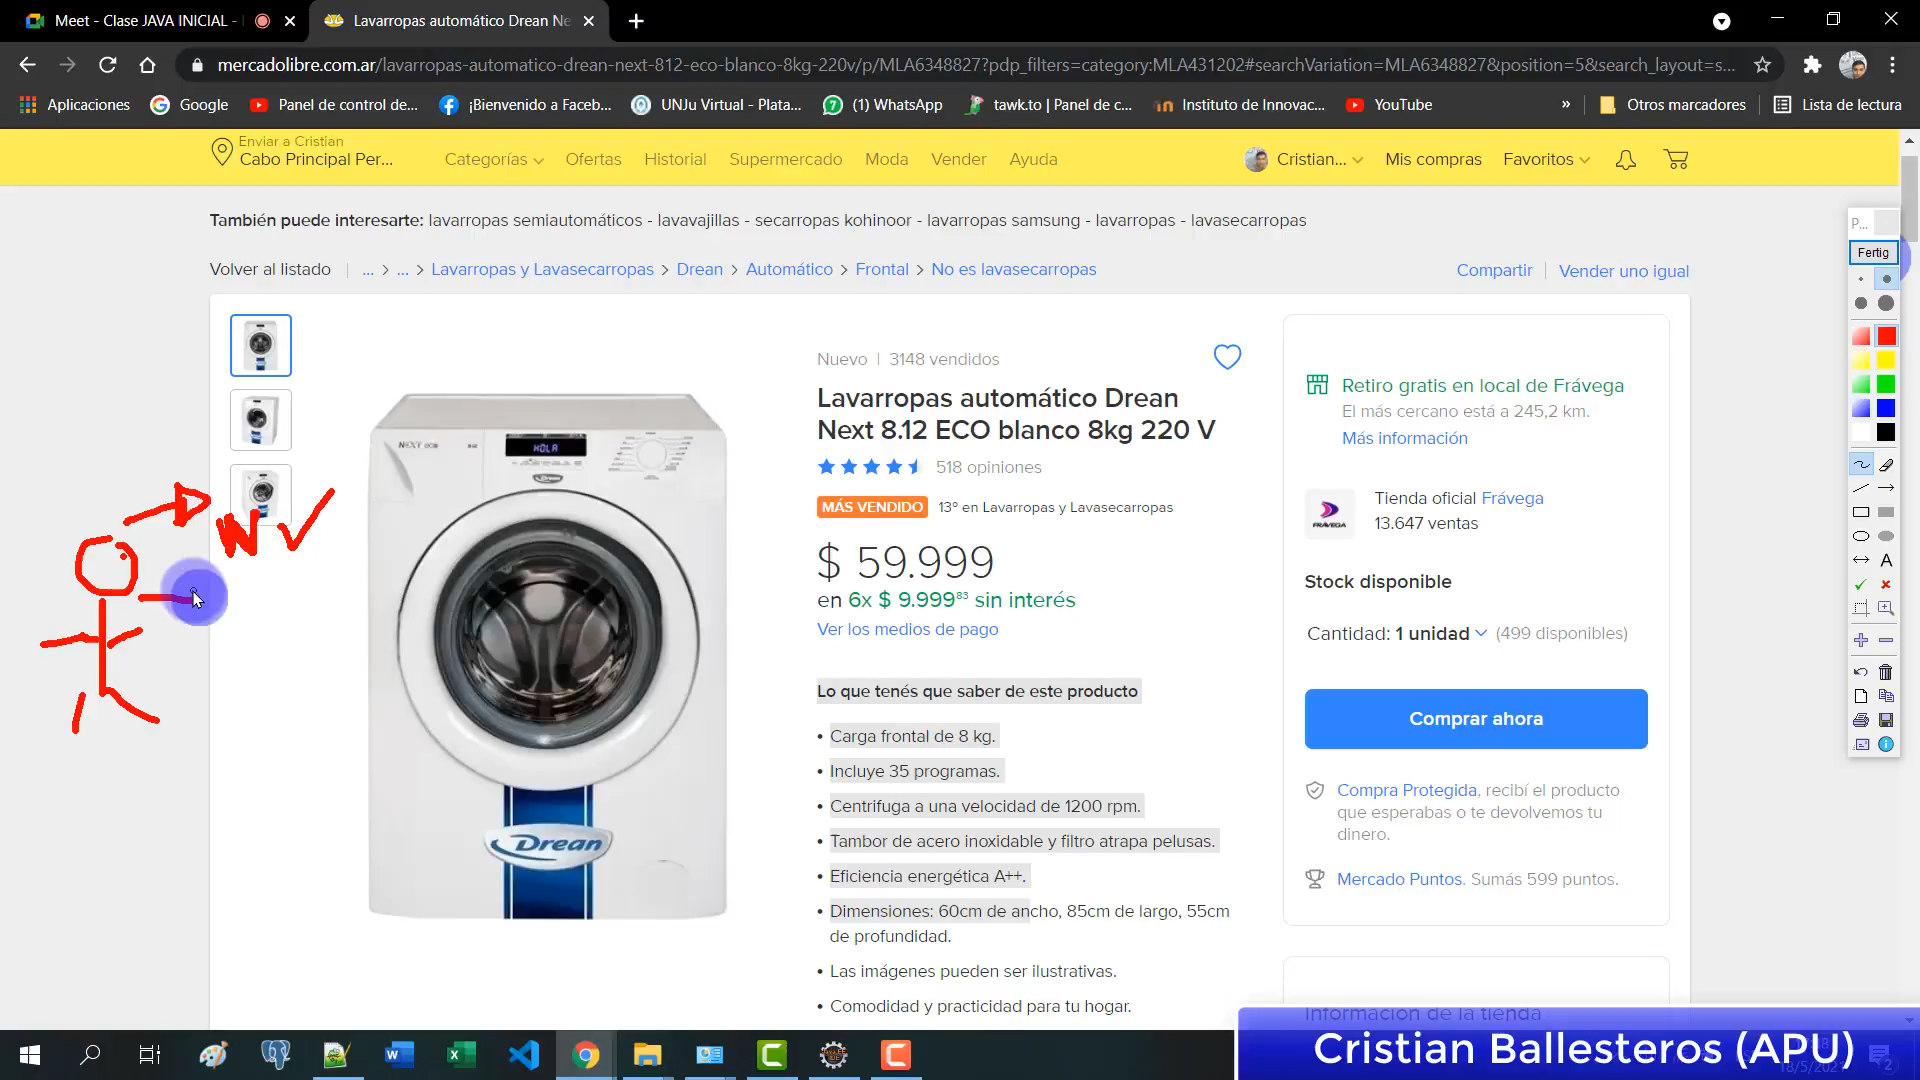 Meet - Clase JAVA INICIAL -
Lavarropas automático Drean Ne
mercadolibre.com.ar/lavarropas-automatico-drean-next-812-eco-blanco-8kg-220v/p/MLA6348827?pdp_filters=category:MLA431202#searchVariation=MLA6348827&position=5&search_layout=s...
Aplicaciones
Google
Panel de control de...
¡Bienvenido a Faceb...
UNJu Virtual - Plata...
(1) WhatsApp
tawk.to | Panel de c...
Instituto de Innovac...
YouTube
»
Otros marcadores
Lista de lectura
Enviar a Cristian
Cabo Principal Per...
Categorías
Ofertas
Historial
Supermercado
Moda
Vender
Ayuda
Cristian...
Mis compras
Favoritos
También puede interesarte: lavarropas semiautomáticos - lavavajillas - secarropas kohinoor - lavarropas samsung - lavarropas - lavasecarropas
Volver al listado | ... > ... > Lavarropas y Lavasecarropas > Drean > Automático > Frontal > No es lavasecarropas
Compartir | Vender uno igual
P...
Fertig
A
Nuevo | 3148 vendidos
Lavarropas automático Drean
Next 8.12 ECO blanco 8kg 220 V
518 opiniones
MÁS VENDIDO 13º en Lavarropas y Lavasecarropas
$ 59.999
en 6x $ 9.999⁸³ sin interés
Ver los medios de pago
Lo que tenés que saber de este producto
• Carga frontal de 8 kg.
• Incluye 35 programas.
• Centrifuga a una velocidad de 1200 rpm.
• Tambor de acero inoxidable y filtro atrapa pelusas.
• Eficiencia energética A++.
• Dimensiones: 60cm de ancho, 85cm de largo, 55cm
de profundidad.
• Las imágenes pueden ser ilustrativas.
• Comodidad y practicidad para tu hogar.
NEXT eco
HOLA
Drean
Drean
Retiro gratis en local de Frávega
El más cercano está a 245,2 km.
Más información
FRÁVEGA
Tienda oficial Frávega
13.647 ventas
Stock disponible
Cantidad: 1 unidad (499 disponibles)
Comprar ahora
Compra Protegida, recibí el producto
que esperabas o te devolvemos tu
dinero.
Mercado Puntos. Sumás 599 puntos.
Información de la tienda
Cristian Ballesteros (APU)